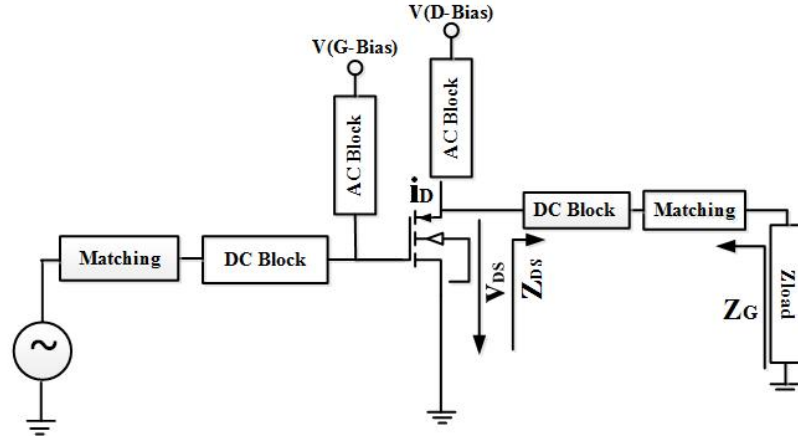 V(D-Bias)
V(G-Bias)
AC Block
AC Block
iD
DC Block
Matching
Matching
DC Block
VDS
ZDS
ZG
Zload
~